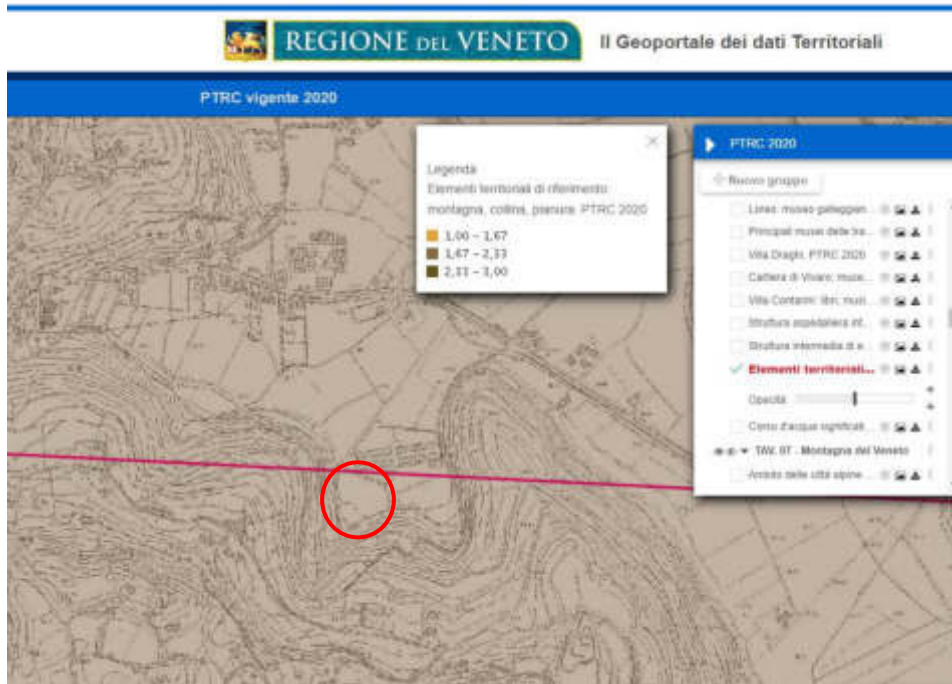 REGIONE DEL VENETO
Il Geoportale dei dati Territoriali
PTRC vigente 2020
Legenda
Elementi territoriali di riferimento:
montagna, collina, pianura. PTRC 2020
1,00 – 1,67
1,67 – 2,33
2,33 – 3,00
PTRC 2020
Nuovo gruppo
Principali musei delle
Villa Draghi. PTRC 2020
Cartiera di Vivaro: muse...
Villa Contarini: libri,
Struttura ospedaliera
Struttura intermedia di
Elementi territoriali...
Opacità
Corso d'acqua significati...
TAV. 07 - Montagna del Veneto
delle città alpine